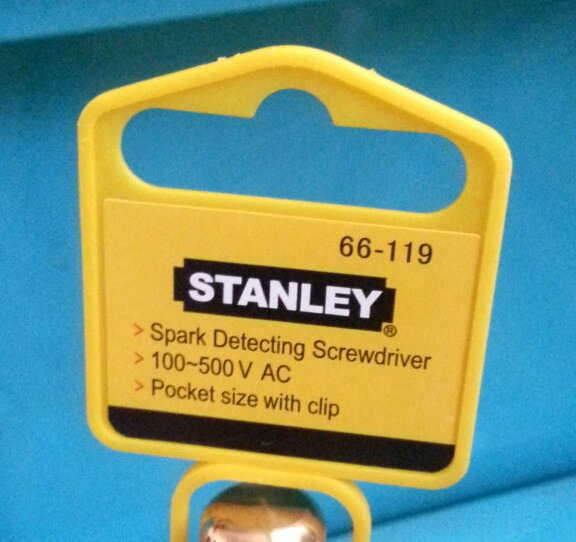 66-119
STANLEY®
> Spark Detecting Screwdriver
> 100~500 V AC
> Pocket size with clip